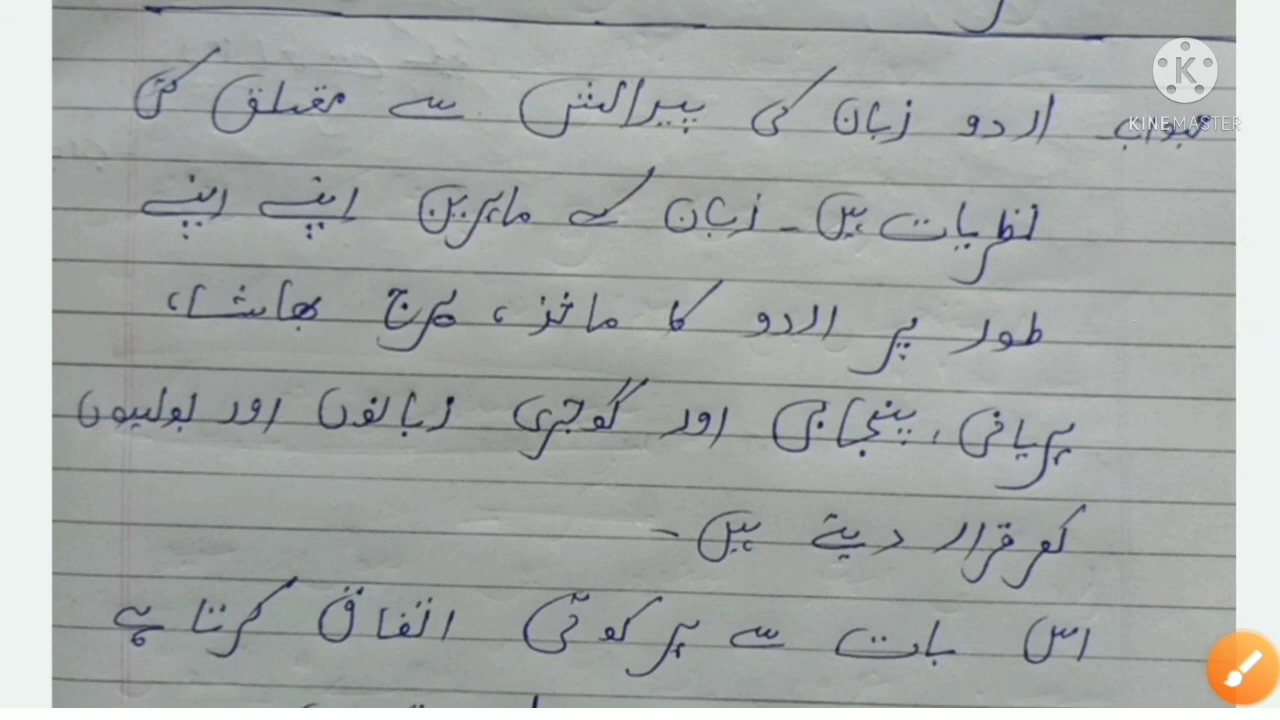 جواب۔ اردو زبان کی پیدائش سے متعلق کئی
نظریات ہیں۔ زبان کے ماہرین اپنے اپنے
طور پر اردو کا ماخذ، برج بھاشا،
ہریانی، پنجابی اور گوجری زبانوں اور بولیوں
کو قرار دیتے ہیں۔
اس بات سے ہر کوئی اتفاق کرتا ہے
KINEMASTER